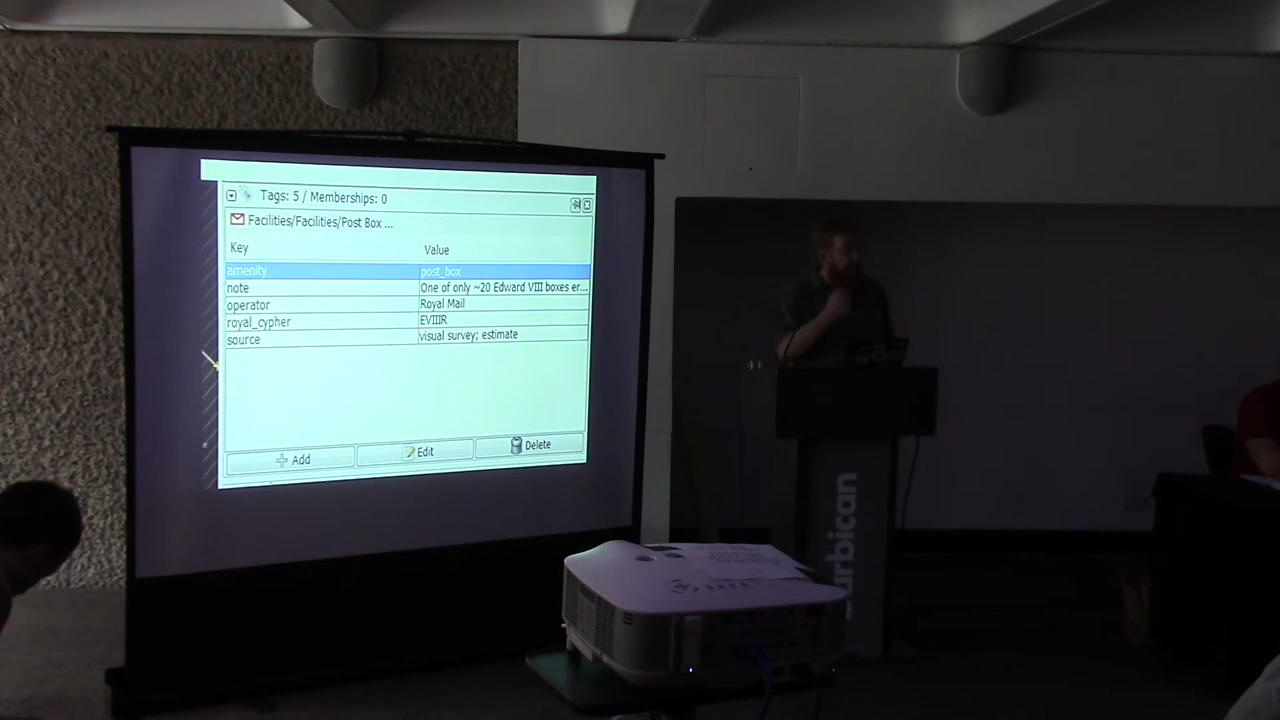 Tags: 5 / Memberships: 0
Facilities/Facilities/Post Box ...
Key Value
amenity post_box
note One of only ~20 Edward VIII boxes er...
operator Royal Mail
royal_cypher EVIIIR
source visual survey; estimate
Add Edit Delete
arbican